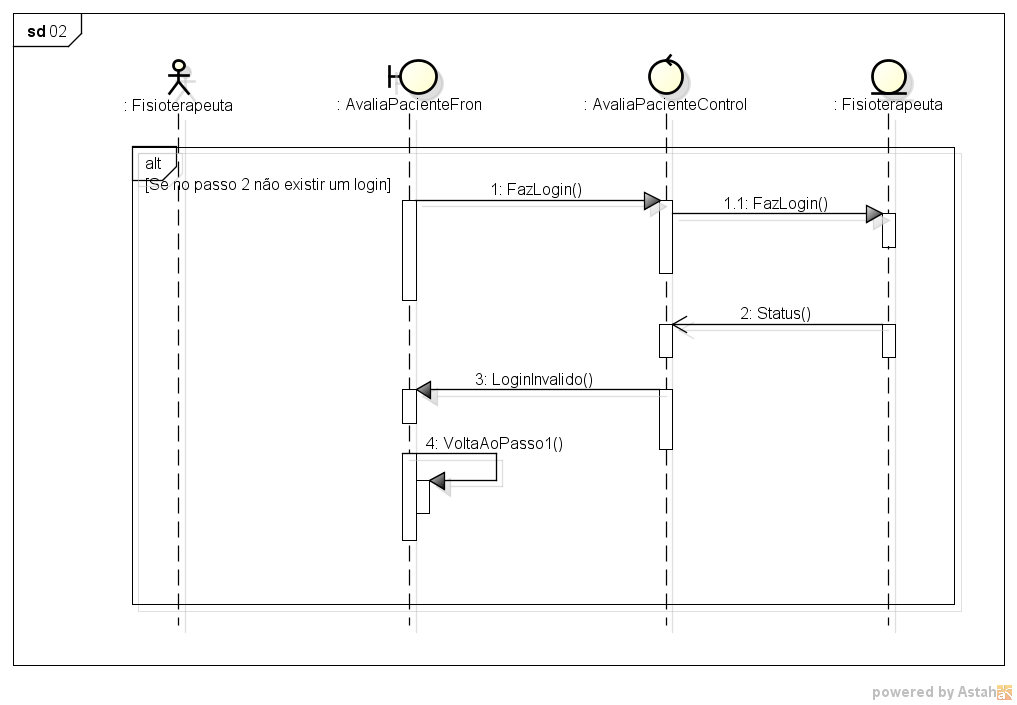 sd 02
: Fisioterapeuta
: AvaliaPacienteFron
: AvaliaPacienteControl
: Fisioterapeuta
alt
[Se no passo 2 não existir um login]
1: FazLogin()
1.1: FazLogin()
2: Status()
3: LoginInvalido()
4: VoltaAoPasso1()
powered by Astah